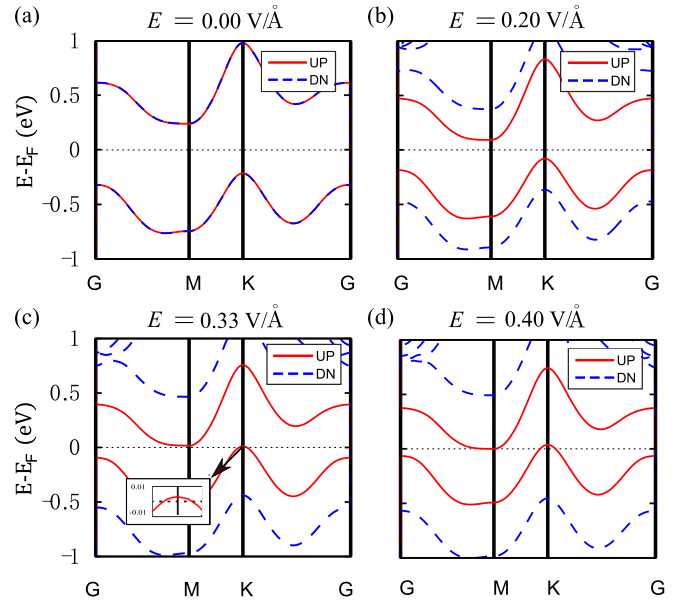 (a) E = 0.00 V/Å
(b) E = 0.20 V/Å
1
0.5
0
−0.5
−1
E-E_F (eV)
UP
DN
G M K G
UP
DN
G M K G
(c) E = 0.33 V/Å
(d) E = 0.40 V/Å
1
0.5
0
−0.5
−1
E-E_F (eV)
UP
DN
0.01
-0.01
G M K G
UP
DN
G M K G